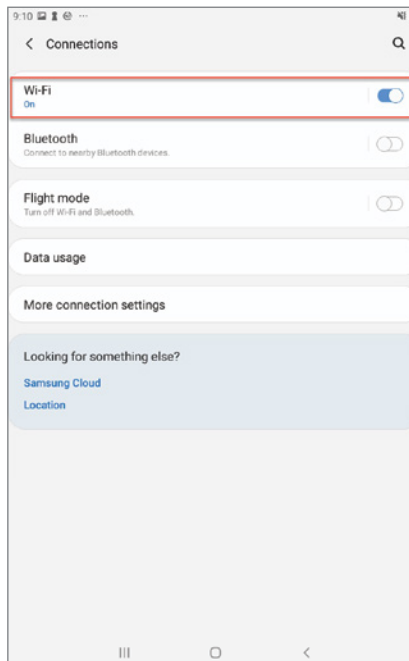 9:10
Connections
Wi-Fi
On
Bluetooth
Connect to nearby Bluetooth devices.
Flight mode
Turn off Wi-Fi and Bluetooth.
Data usage
More connection settings
Looking for something else?
Samsung Cloud
Location